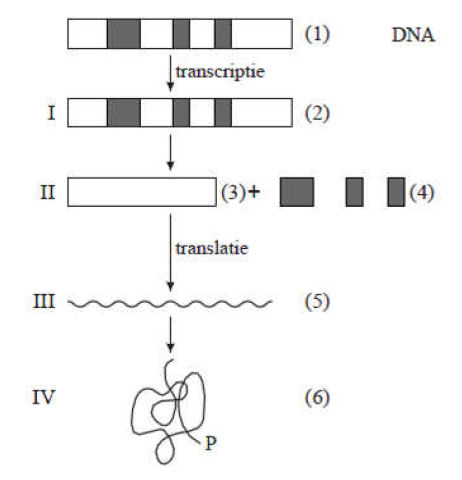 (1) DNA
transcriptie
I (2)
II (3)+ (4)
translatie
III (5)
IV (6)
P